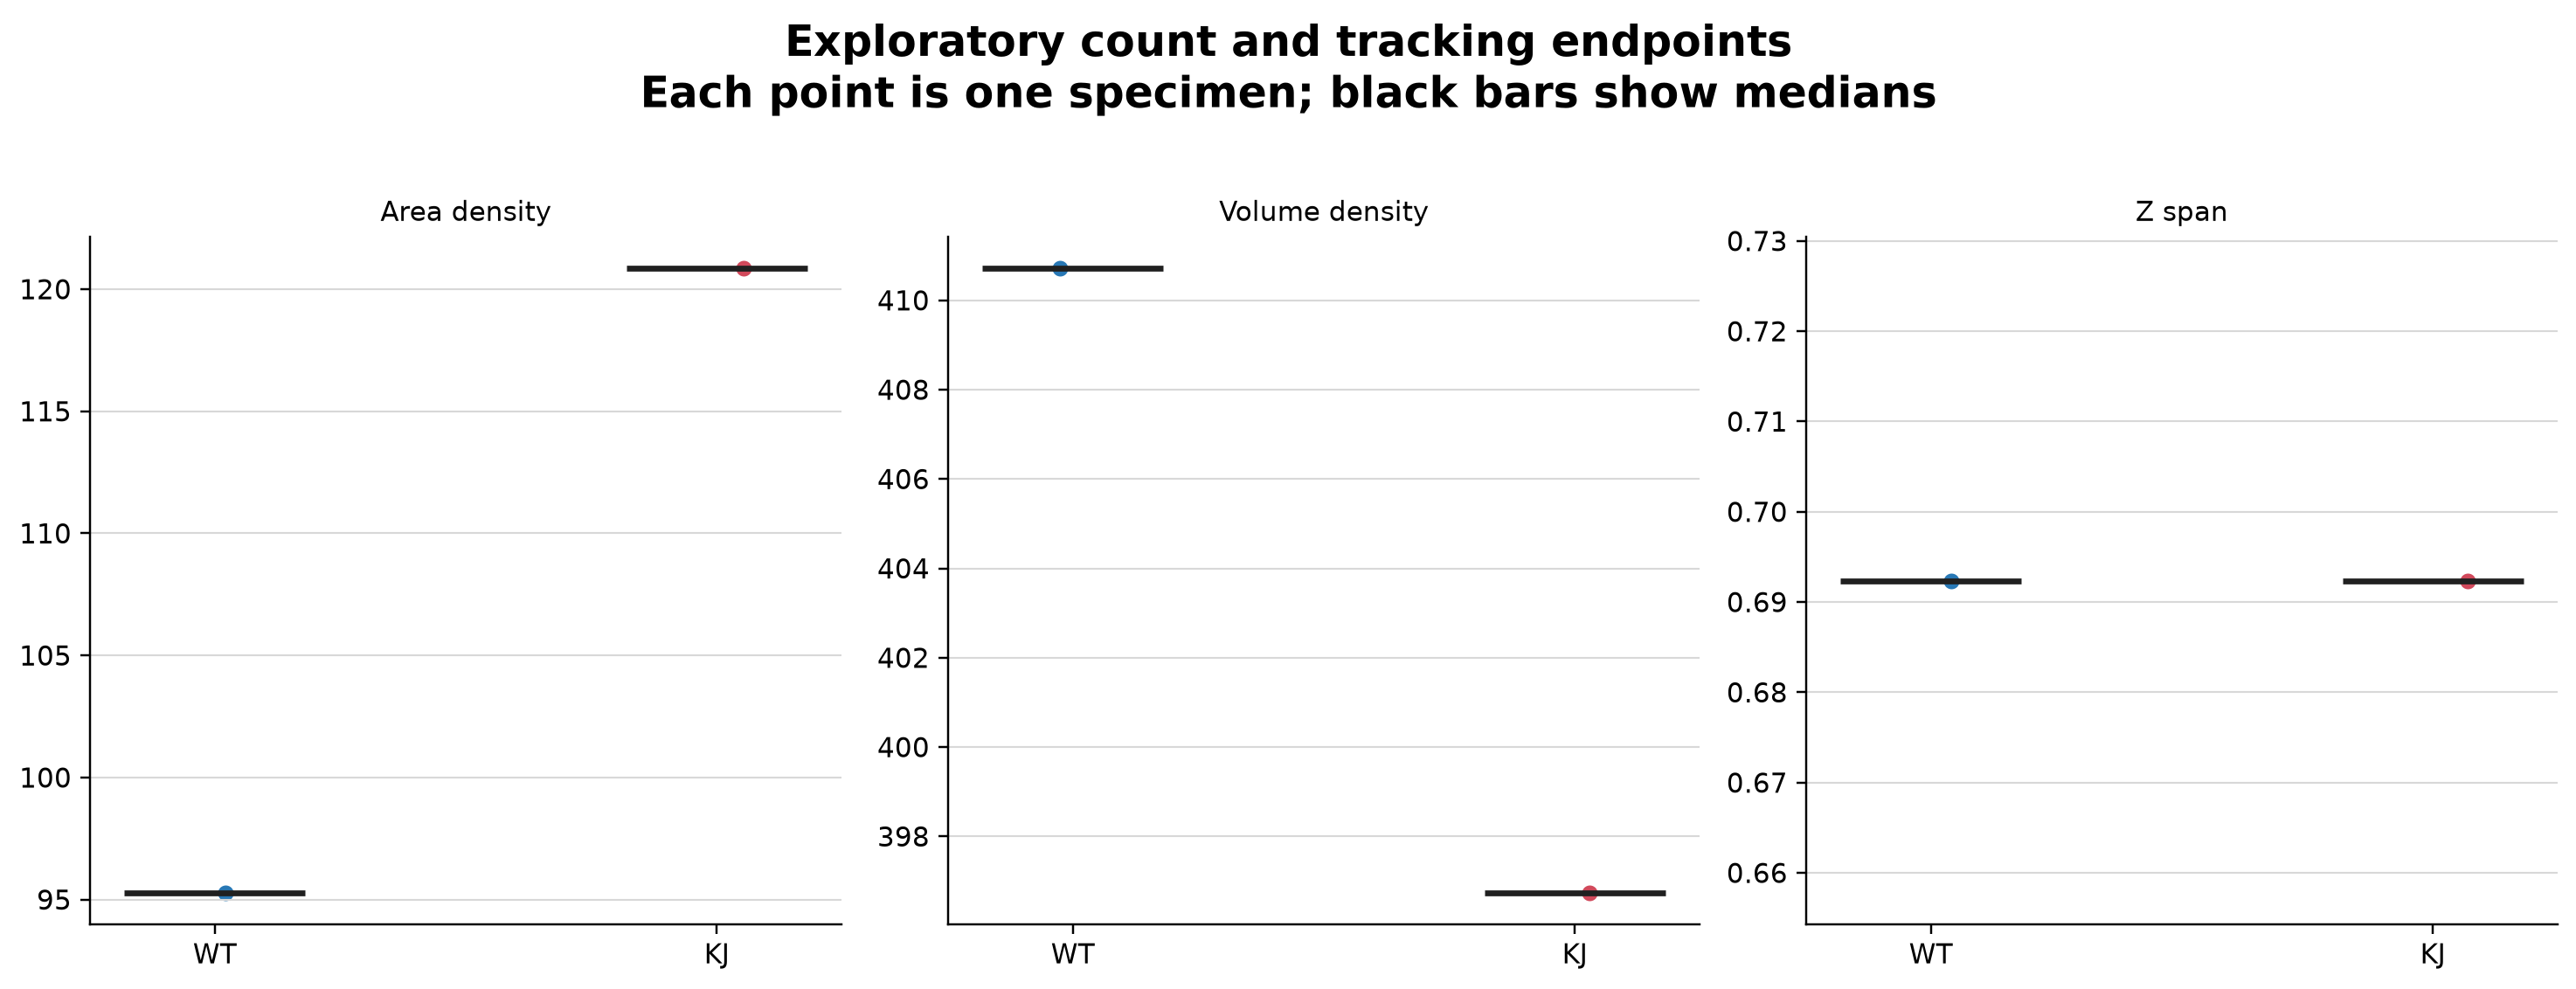 Exploratory count and tracking endpoints
Each point is one specimen; black bars show medians
Area density
120
115
110
105
100
95
WT
KJ
Volume density
410
408
406
404
402
400
398
WT
KJ
Z span
0.73
0.72
0.71
0.70
0.69
0.68
0.67
0.66
WT
KJ